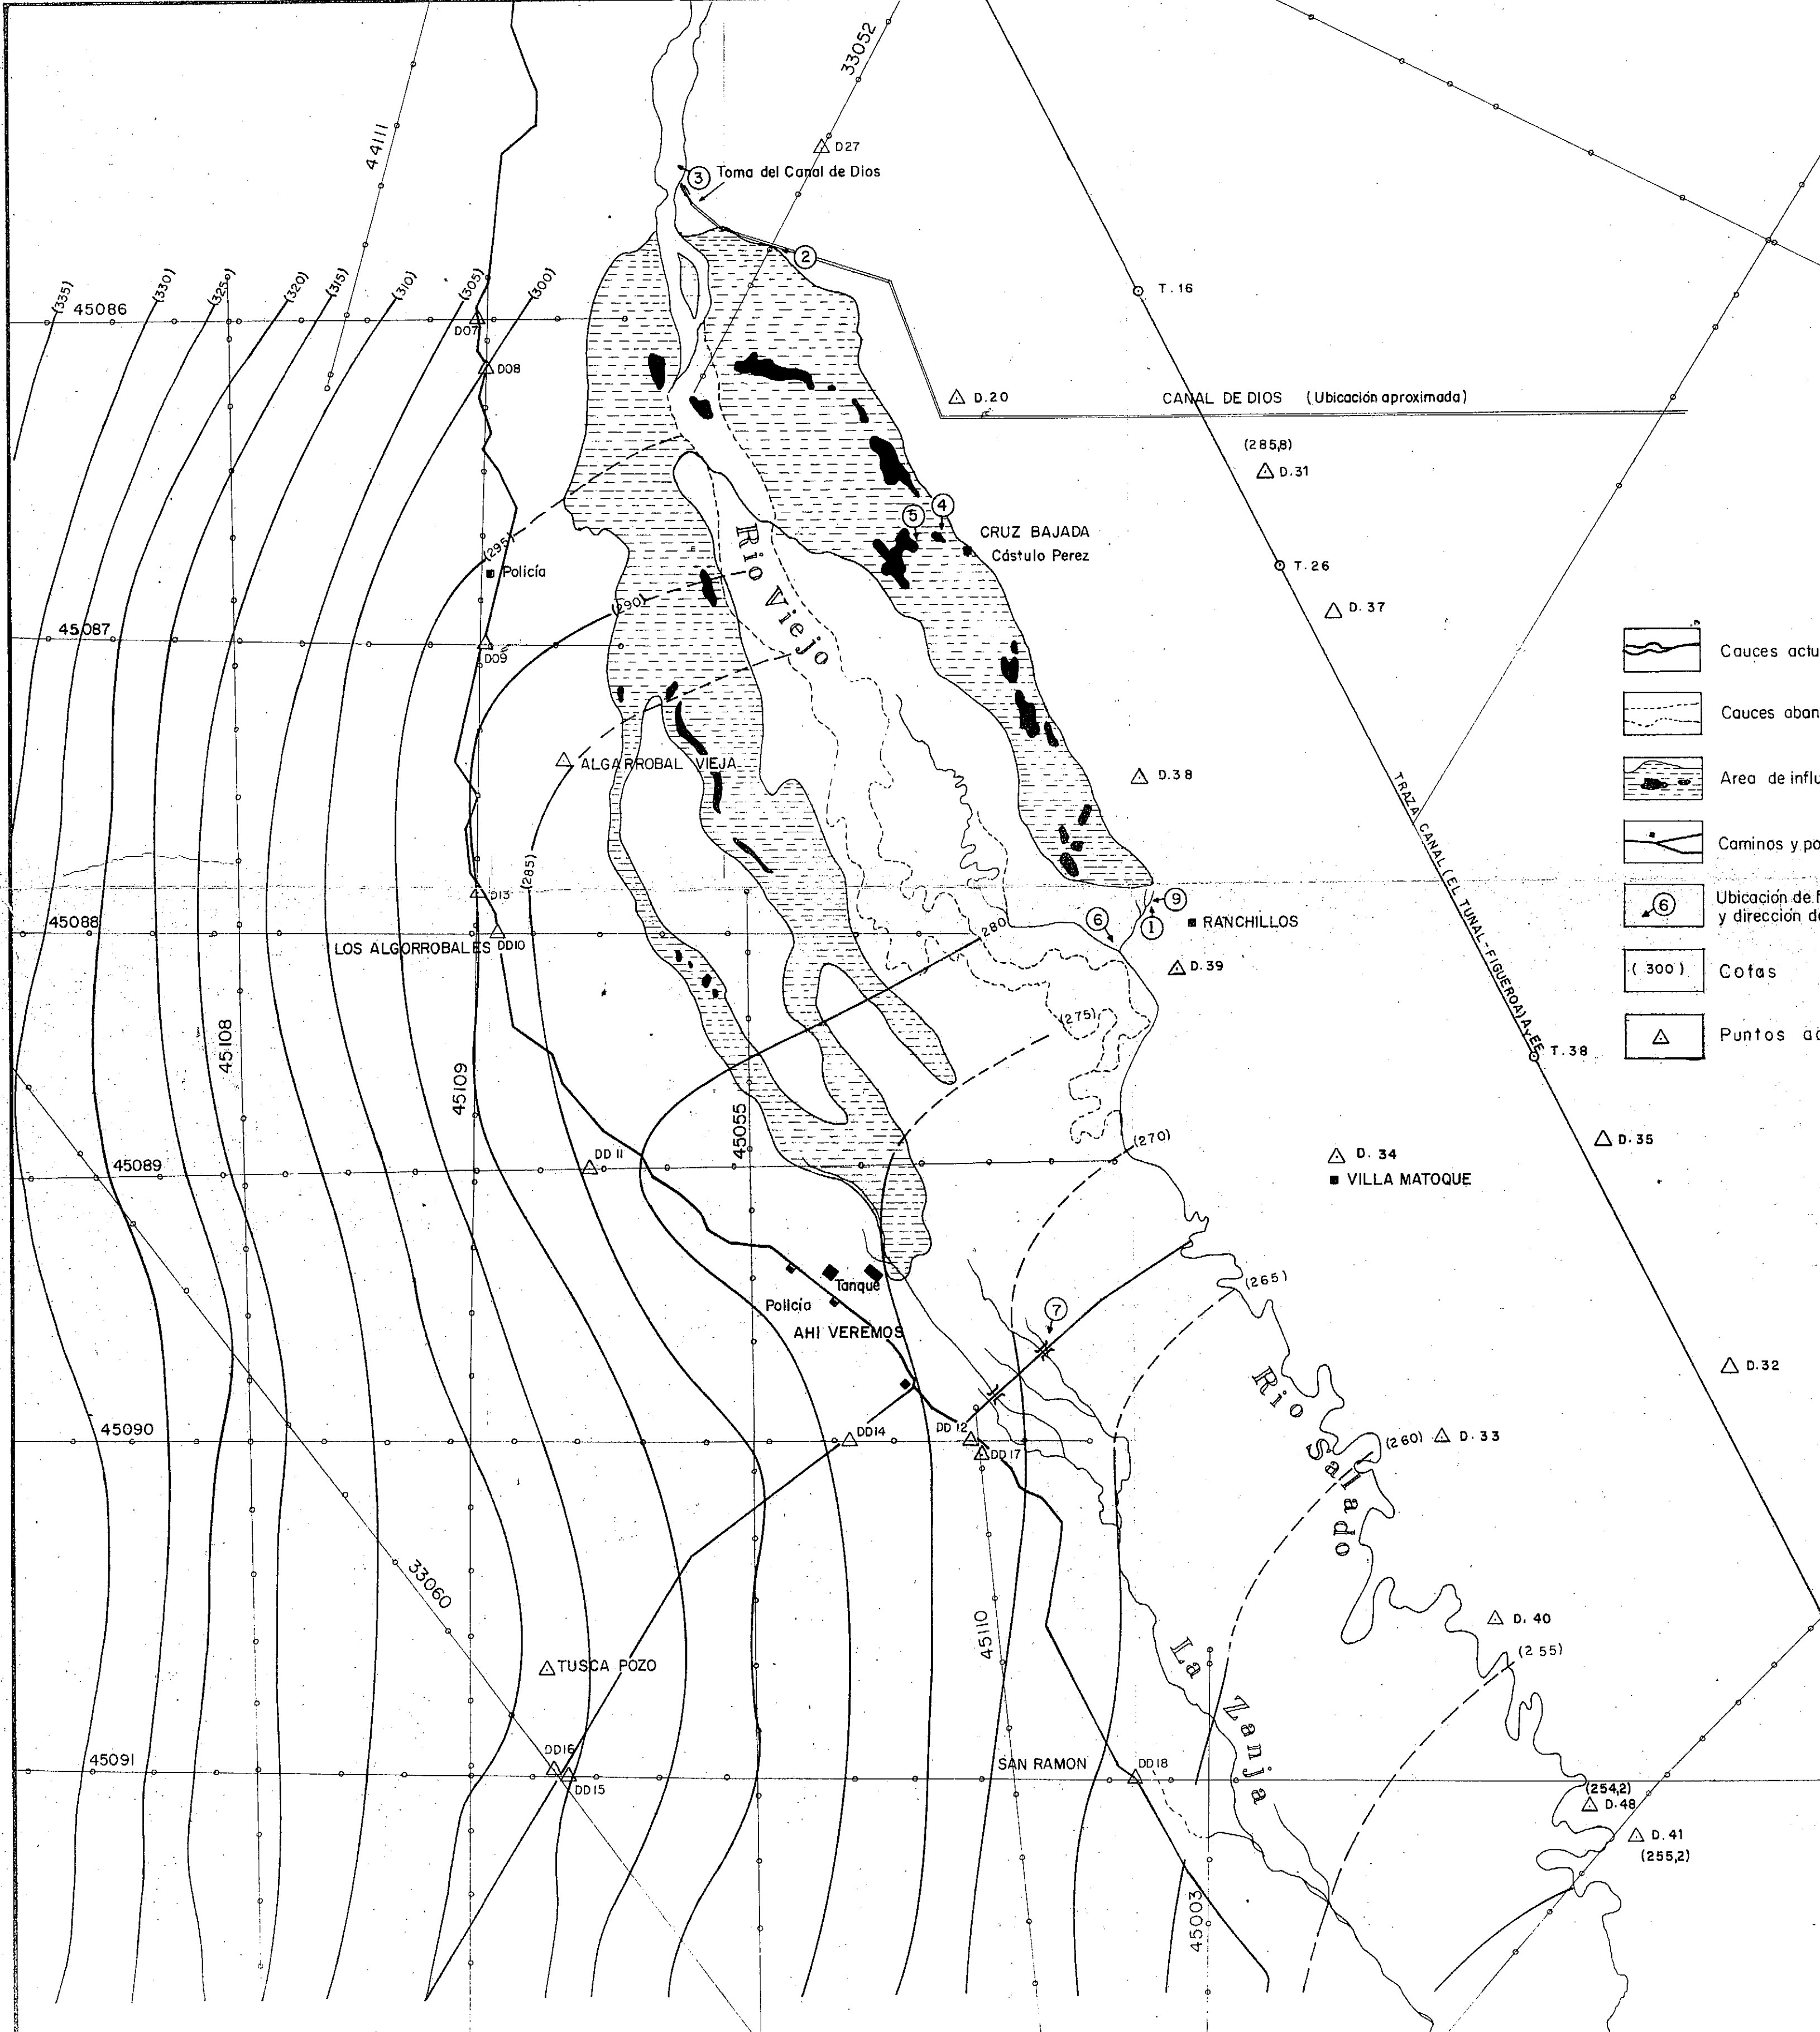 33052
44111
D27
③ Toma del Canal de Dios
②
(335)
(330)
(325)
(320)
(315)
(310)
(305)
(300)
45086
D07
D08
T.16
D.20
CANAL DE DIOS (Ubicación aproximada)
(285,8)
D.31
④
⑤
CRUZ BAJADA
Cástulo Perez
Rio Viejo
(295)
Policía
T.26
(290)
D.37
45087
D09
Cauces actu
Cauces aban
ALGARROBAL VIEJA
D.38
Area de influ
TRAZA CANAL (EL TUNAL-FIGUEROA) A y EE
Caminos y po
(285)
D13
⑨
⑥
①
RANCHILLOS
⑥ Ubicación de f
y dirección de
45088
LOS ALGORROBALES DD10
280
D.39
(300) Cotas
(275)
45108
45109
45055
T.38
Puntos ac
D.35
(270)
DD11
45089
D.34
VILLA MATOQUE
Tanque
Policía
(265)
AHI VEREMOS
⑦
D.32
Rio Salado
45090
DD14
DD12
DD17
(260)
D.33
33060
45110
D.40
(255)
La Zanja
TUSCA POZO
DD16
45091
DD15
SAN RAMON
DD18
(254,2)
D.48
D.41
(255,2)
45003